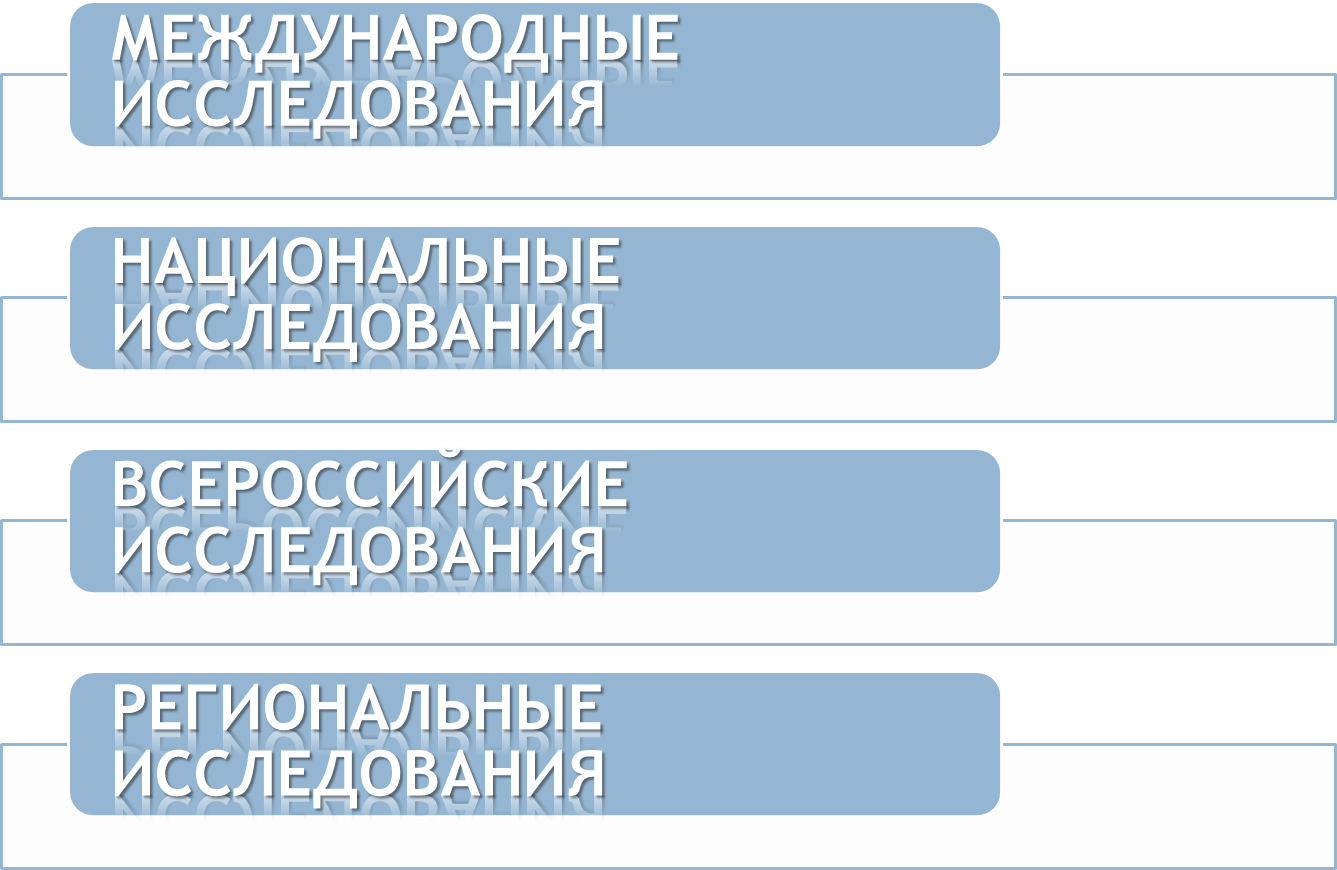 МЕЖДУНАРОДНЫЕ
ИССЛЕДОВАНИЯ
НАЦИОНАЛЬНЫЕ
ИССЛЕДОВАНИЯ
ВСЕРОССИЙСКИЕ
ИССЛЕДОВАНИЯ
РЕГИОНАЛЬНЫЕ
ИССЛЕДОВАНИЯ